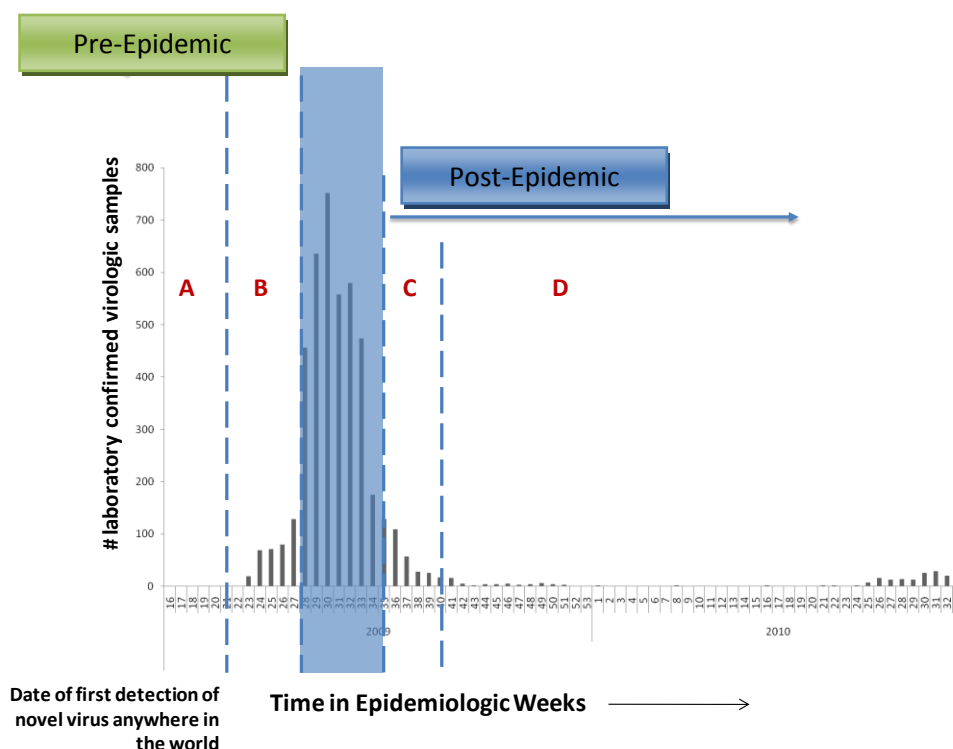 Pre-Epidemic
Post-Epidemic
# laboratory confirmed virologic samples
800
700
600
500
400
300
200
100
0
A
B
C
D
16 17 18 19 20 21 22 23 24 25 26 27 28 29 30 31 32 33 34 35 36 37 38 39 40 41 42 43 44 45 46 47 48 49 50 51 52 53 1 2 3 4 5 6 7 8 9 10 11 12 13 14 15 16 17 18 19 20 21 22 23 24 25 26 27 28 29 30 31 32
2009 2010
Date of first detection of
novel virus anywhere in
the world
Time in Epidemiologic Weeks